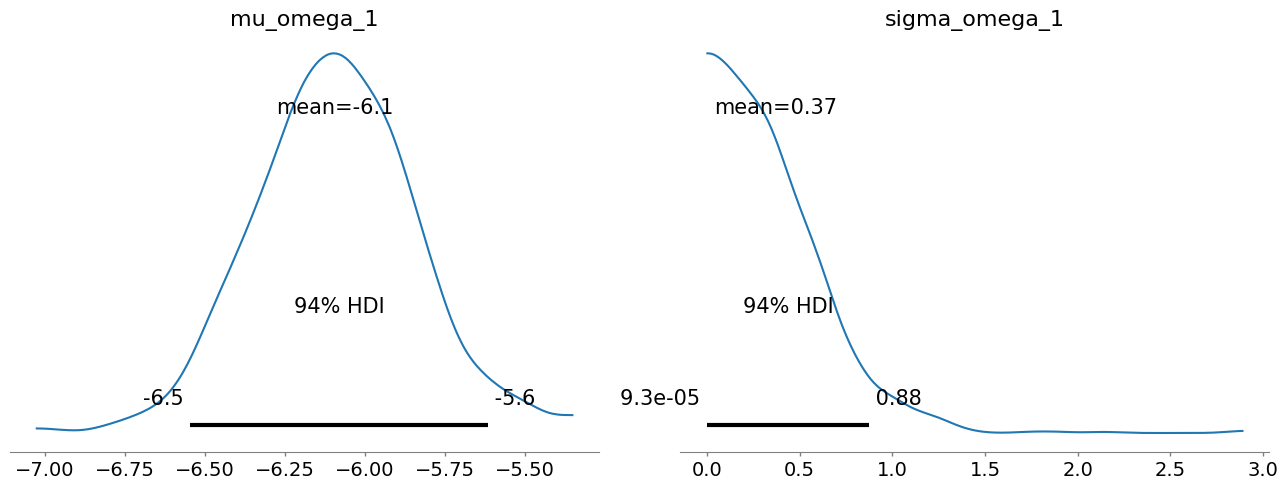 mu_omega_1
mean=-6.1
94% HDI
-6.5
-5.6
−7.00 −6.75 −6.50 −6.25 −6.00 −5.75 −5.50
sigma_omega_1
mean=0.37
94% HDI
9.3e-05
0.88
0.0 0.5 1.0 1.5 2.0 2.5 3.0